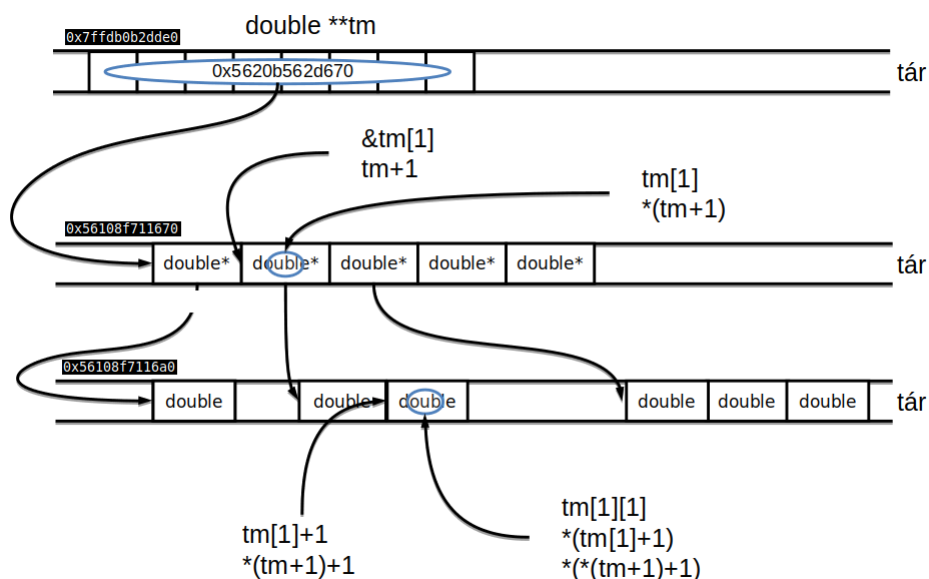 double **tm
0x7ffdb0b2dde0
0x5620b562d670
tár
&tm[1]
tm+1
tm[1]
*(tm+1)
0x56108f711670
double* double* double* double* double*
tár
0x56108f7116a0
double double double double double double
tár
tm[1]+1
*(tm+1)+1
tm[1][1]
*(tm[1]+1)
*(*(tm+1)+1)